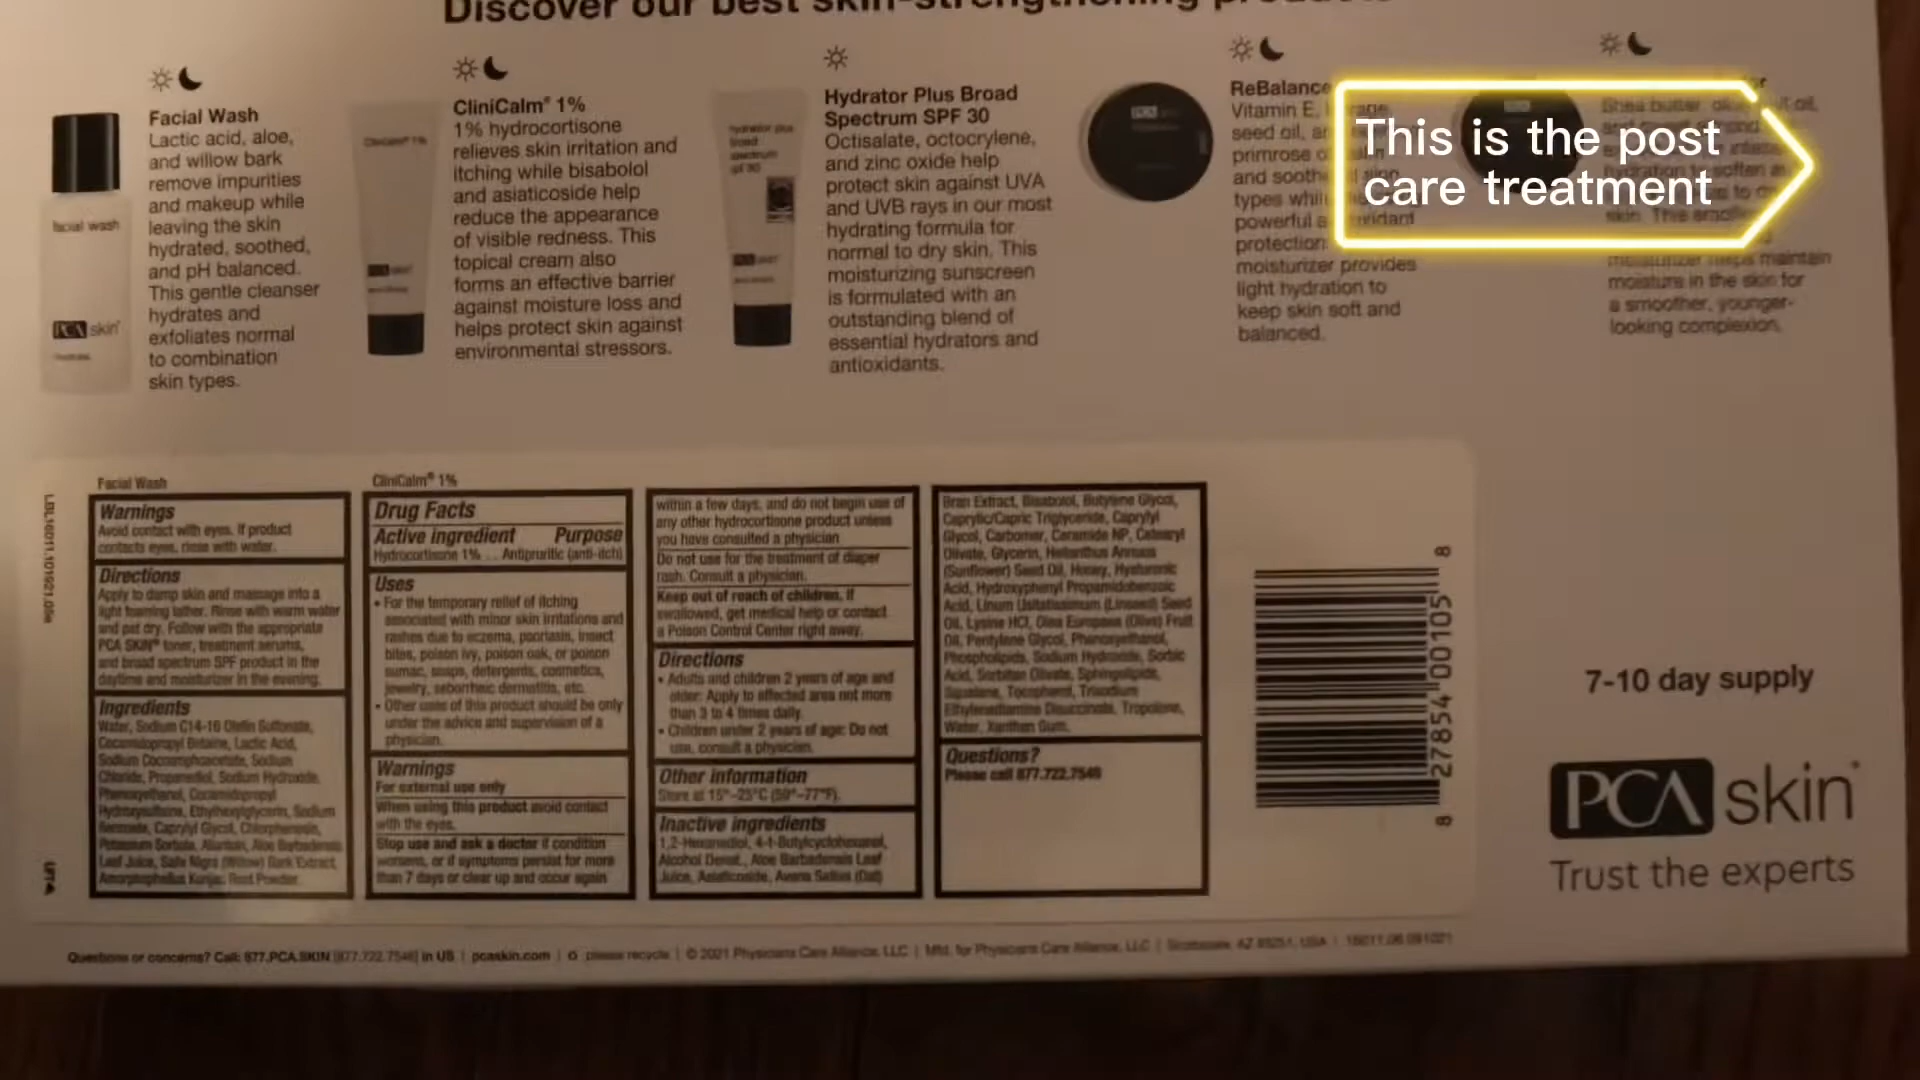 Discover our best skin-strengthening products
Facial Wash
Lactic acid, aloe,
and willow bark
remove impurities
and makeup while
leaving the skin
hydrated, soothed,
and pH balanced.
This gentle cleanser
hydrates and
exfoliates normal
to combination
skin types.
facial wash
PCA skin
CliniCalm® 1%
1% hydrocortisone
relieves skin irritation and
itching while bisabolol
and asiaticoside help
reduce the appearance
of visible redness. This
topical cream also
forms an effective barrier
against moisture loss and
helps protect skin against
environmental stressors.
CliniCalm 1%
Hydrator Plus Broad
Spectrum SPF 30
Octisalate, octocrylene,
and zinc oxide help
protect skin against UVA
and UVB rays in our most
hydrating formula for
normal to dry skin. This
moisturizing sunscreen
is formulated with an
outstanding blend of
essential hydrators and
antioxidants.
hydrator plus
broad
spectrum
spf 30
ReBalance
Vitamin E,
seed oil,
primrose
and
types
powerful
protection.
moisturizer provides
light hydration to
keep skin soft and
balanced.
This is the post
care treatment
Shea butter,
skin. This
moisturizer helps maintain
moisture in the skin for
a smoother, younger-
looking complexion.
Facial Wash
Warnings
Avoid contact with eyes. If product
contacts eyes, rinse with water.
Directions
Apply to damp skin and massage into a
light foaming lather. Rinse with warm water
and pat dry. Follow with the appropriate
PCA SKIN® toner, treatment serums,
and broad spectrum SPF product in the
daytime and moisturizer in the evening.
Ingredients
Water, Sodium C14-16 Olefin Sulfonate,
Cocamidopropyl Betaine, Lactic Acid,
Sodium Cocoamphoacetate, Sodium
Chloride, Propanediol, Sodium Hydroxide,
Phenoxyethanol, Cocamidopropyl
Hydroxysultaine, Ethylhexylglycerin, Sodium
Benzoate, Caprylyl Glycol, Chlorphenesin,
Potassium Sorbate, Allantoin, Aloe Barbadensis
Leaf Juice, Salix Nigra (Willow) Bark Extract,
Amorphophallus Konjac Root Powder.
CliniCalm® 1%
Drug Facts
Active ingredient Purpose
Hydrocortisone 1% ... Antipruritic (anti-itch)
Uses
• For the temporary relief of itching
associated with minor skin irritations and
rashes due to eczema, psoriasis, insect
bites, poison ivy, poison oak, or poison
sumac, soaps, detergents, cosmetics,
jewelry, seborrheic dermatitis, etc.
• Other uses of this product should be only
under the advice and supervision of a
physician.
Warnings
For external use only
When using this product avoid contact
with the eyes.
Stop use and ask a doctor if condition
worsens, or if symptoms persist for more
than 7 days or clear up and occur again
within a few days, and do not begin use of
any other hydrocortisone product unless
you have consulted a physician
Do not use for the treatment of diaper
rash. Consult a physician.
Keep out of reach of children. If
swallowed, get medical help or contact
a Poison Control Center right away.
Directions
• Adults and children 2 years of age and
older: Apply to affected area not more
than 3 to 4 times daily.
• Children under 2 years of age: Do not
use, consult a physician.
Other information
Store at 15°–25°C (59°–77°F).
Inactive ingredients
1,2-Hexanediol, 4-t-Butylcyclohexanol,
Alcohol Denat., Aloe Barbadensis Leaf
Juice, Asiaticoside, Avena Sativa (Oat)
Bran Extract, Bisabolol, Butylene Glycol,
Caprylic/Capric Triglyceride, Caprylyl
Glycol, Carbomer, Ceramide NP, Cetearyl
Olivate, Glycerin, Helianthus Annuus
(Sunflower) Seed Oil, Honey, Hyaluronic
Acid, Hydroxyphenyl Propamidobenzoic
Acid, Linum Usitatissimum (Linseed) Seed
Oil, Lysine HCl, Olea Europaea (Olive) Fruit
Oil, Pentylene Glycol, Phenoxyethanol,
Phospholipids, Sodium Hydroxide, Sorbic
Acid, Sorbitan Olivate, Sphingolipids,
Squalane, Tocopherol, Trisodium
Ethylenediamine Disuccinate, Tropolone,
Water, Xanthan Gum.
Questions?
Please call 877.722.7546
8 27854 00105 8
7-10 day supply
PCA skin®
Trust the experts
Questions or concerns? Call: 877.PCA.SKIN [877.722.7546] in US | pcaskin.com | please recycle | © 2021 Physicians Care Alliance, LLC | Mfd. for Physicians Care Alliance, LLC | Scottsdale, AZ 85251, USA |